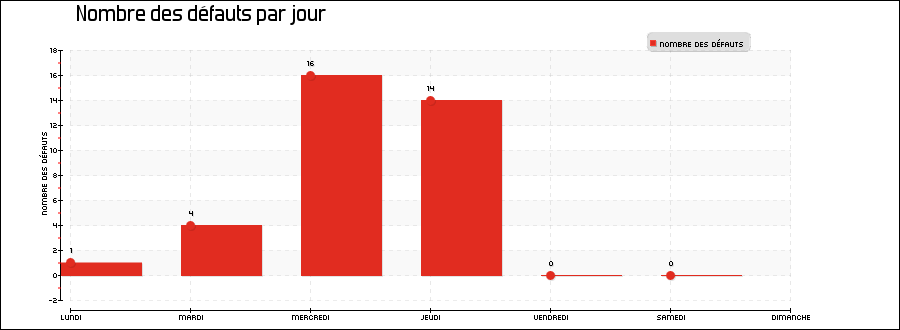 Nombre des défauts par jour
NOMBRE DES DÉFAUTS
18
16
14
12
10
8
6
4
2
0
-2
NOMBRE DES DÉFAUTS
1
4
16
14
0
0
LUNDI
MARDI
MERCREDI
JEUDI
VENDREDI
SAMEDI
DIMANCHE